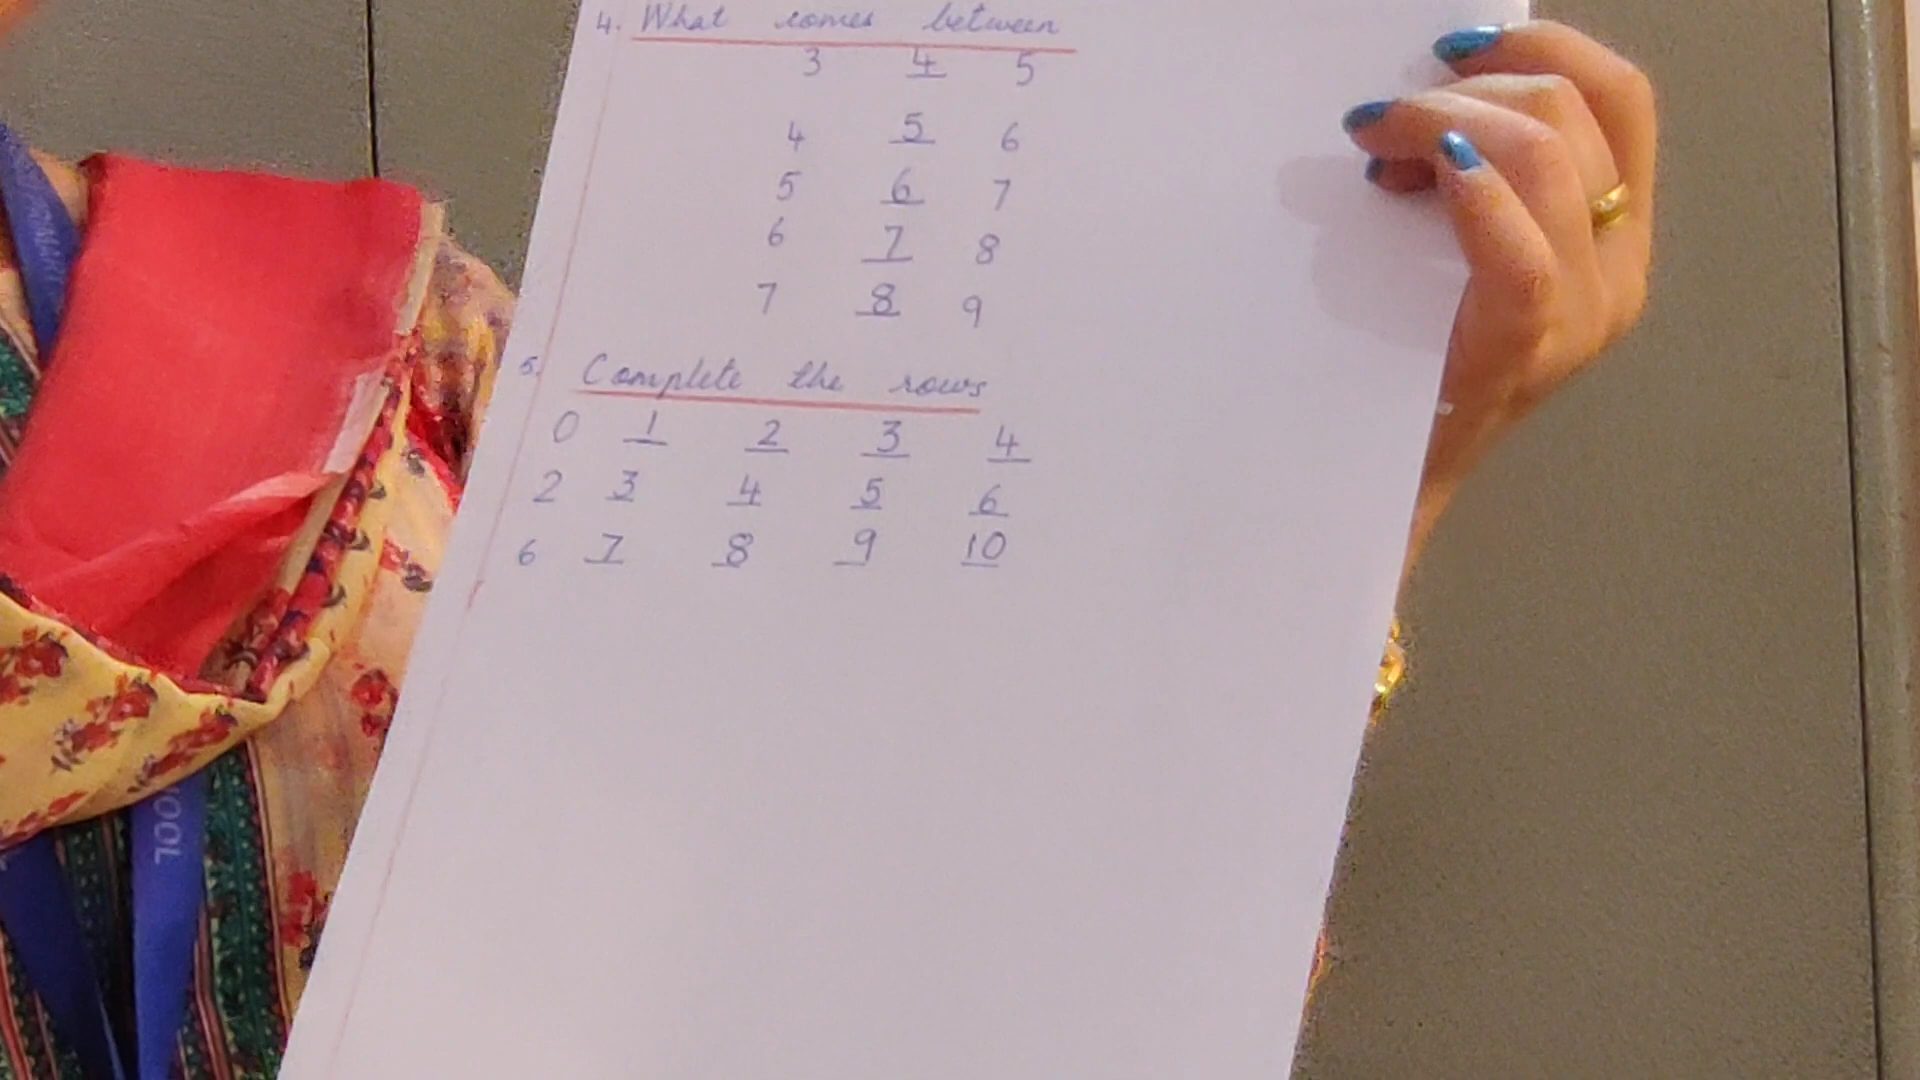 4. What comes between
3 4 5
4 5 6
5 6 7
6 7 8
7 8 9
5. Complete the rows
0 1 2 3 4
2 3 4 5 6
6 7 8 9 10